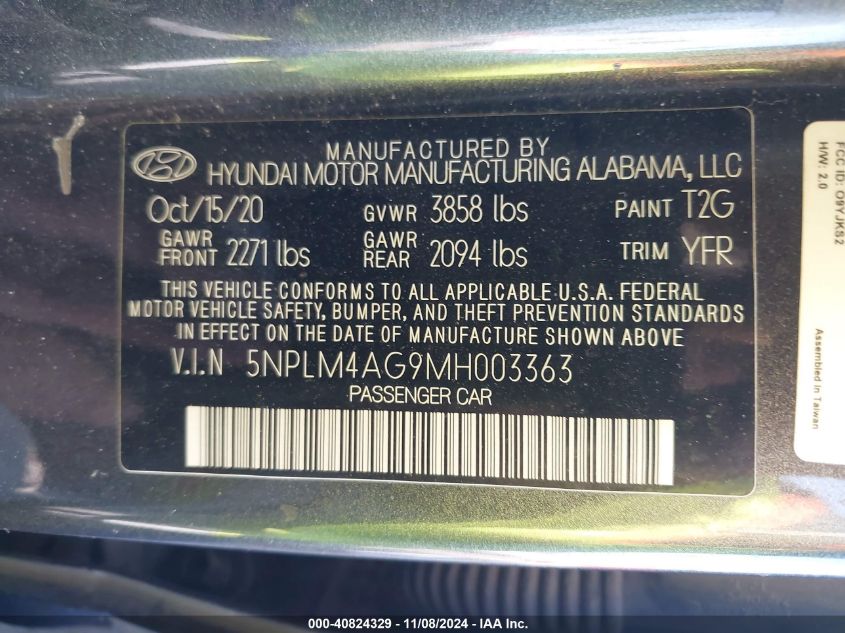 MANUFACTURED BY
HYUNDAI MOTOR MANUFACTURING ALABAMA, LLC
Oct/15/20 GVWR 3858 lbs PAINT T2G
GAWR FRONT 2271 lbs GAWR REAR 2094 lbs TRIM YFR
THIS VEHICLE CONFORMS TO ALL APPLICABLE U.S.A. FEDERAL
MOTOR VEHICLE SAFETY, BUMPER, AND THEFT PREVENTION STANDARDS
IN EFFECT ON THE DATE OF MANUFACTURE SHOWN ABOVE.
V.I.N 5NPLM4AG9MH003363
PASSENGER CAR
FCC ID: O9YJKS2
H/W: 2.0
Assembled In Taiwan
000-40824329 - 11/08/2024 - IAA Inc.